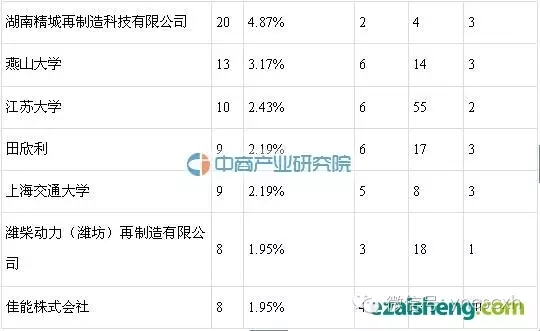 湖南精城再制造科技有限公司 20 4.87% 2 4 3
燕山大学 13 3.17% 6 14 3
江苏大学 10 2.43% 6 55 2
田欣利 9 2.19% 6 17 3
中商产业研究院
上海交通大学 9 2.19% 5 8 3
潍柴动力（潍坊）再制造有限公
司 8 1.95% 3 18 1
佳能株式会社 8 1.95% 4
微信号:
ezaisheng.com